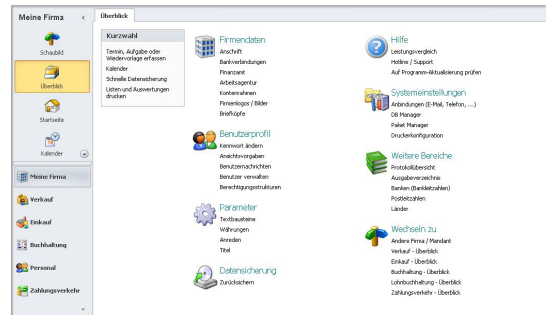 Meine Firma
Überblick
Schaubild
Überblick
Startseite
Kalender
Meine Firma
Verkauf
Einkauf
Buchhaltung
Personal
Zahlungsverkehr
Kurzwahl
Termin, Aufgabe oder
Wiedervorlage erfassen
Kalender
Schnelle Datensicherung
Listen und Auswertungen
drucken
Firmendaten
Anschrift
Bankverbindungen
Finanzamt
Arbeitsagentur
Kontenrahmen
Firmenlogos / Bilder
Briefköpfe
Benutzerprofil
Kennwort ändern
Ansichtsvorgaben
Benutzernachrichten
Benutzer verwalten
Berechtigungsstrukturen
Parameter
Textbausteine
Währungen
Anreden
Titel
Datensicherung
Zurücksichern
Hilfe
Leistungsvergleich
Hotline / Support
Auf Programm-Aktualisierung prüfen
Systemeinstellungen
Anbindungen (E-Mail, Telefon, ....)
DB Manager
Paket Manager
Druckerkonfiguration
Weitere Bereiche
Protokollübersicht
Ausgabeverzeichnis
Banken (Bankleitzahlen)
Postleitzahlen
Länder
Wechseln zu
Andere Firma / Mandant
Verkauf - Überblick
Einkauf - Überblick
Buchhaltung - Überblick
Lohnbuchhaltung - Überblick
Zahlungsverkehr - Überblick